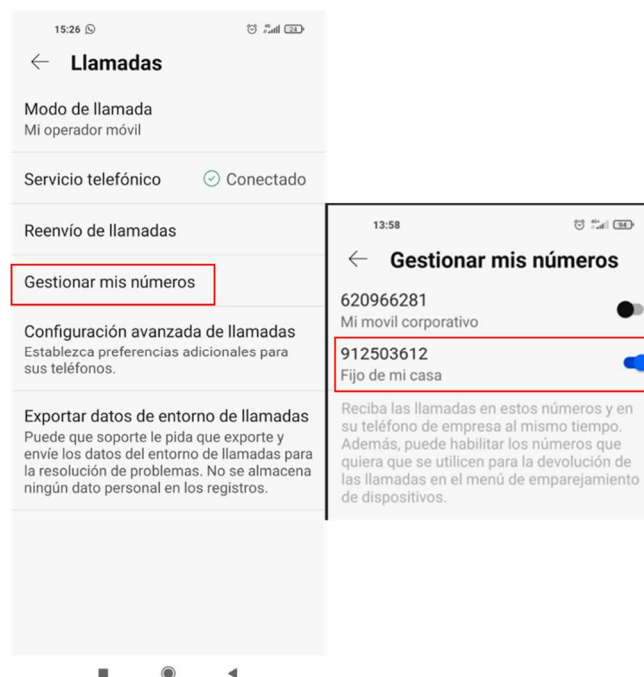 15:26
24
Llamadas
Modo de llamada
Mi operador móvil
Servicio telefónico
Conectado
Reenvío de llamadas
Gestionar mis números
Configuración avanzada de llamadas
Establezca preferencias adicionales para
sus teléfonos.
Exportar datos de entorno de llamadas
Puede que soporte le pida que exporte y
envíe los datos del entorno de llamadas para
la resolución de problemas. No se almacena
ningún dato personal en los registros.
13:58
94
Gestionar mis números
620966281
Mi movil corporativo
912503612
Fijo de mi casa
Reciba las llamadas en estos números y en
su teléfono de empresa al mismo tiempo.
Además, puede habilitar los números que
quiera que se utilicen para la devolución de
las llamadas en el menú de emparejamiento
de dispositivos.